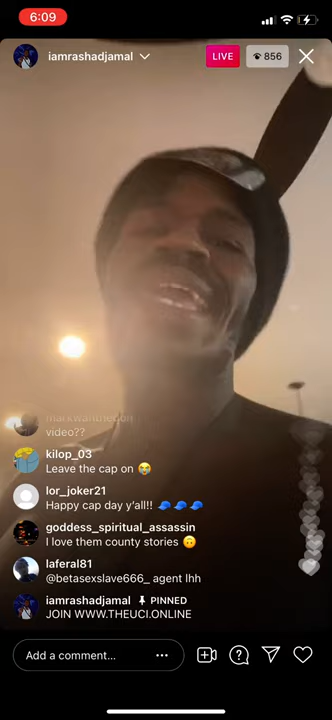 6:09
iamrashadjamal
LIVE
856
video??
kilop_03
Leave the cap on 😭
lor_joker21
Happy cap day y'all!! 🧢 🧢 🧢
goddess_spiritual_assassin
I love them county stories 🙃
laferal81
@betasexslave666_ agent lhh
iamrashadjamal PINNED
JOIN WWW.THEUCI.ONLINE
Add a comment...